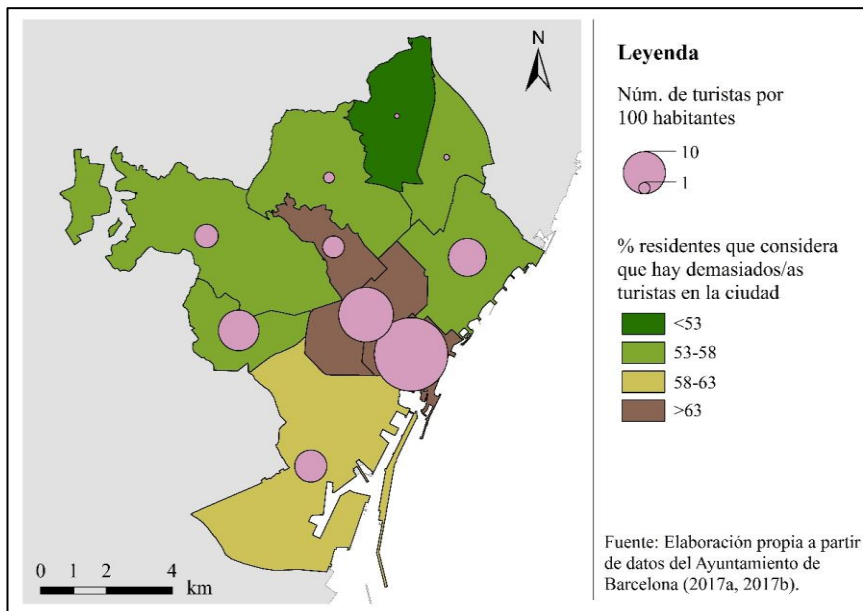 N
Leyenda
Núm. de turistas por
100 habitantes
10
1
% residentes que considera
que hay demasiados/as
turistas en la ciudad
<53
53-58
58-63
>63
0 1 2 4
km
Fuente: Elaboración propia a partir
de datos del Ayuntamiento de
Barcelona (2017a, 2017b).